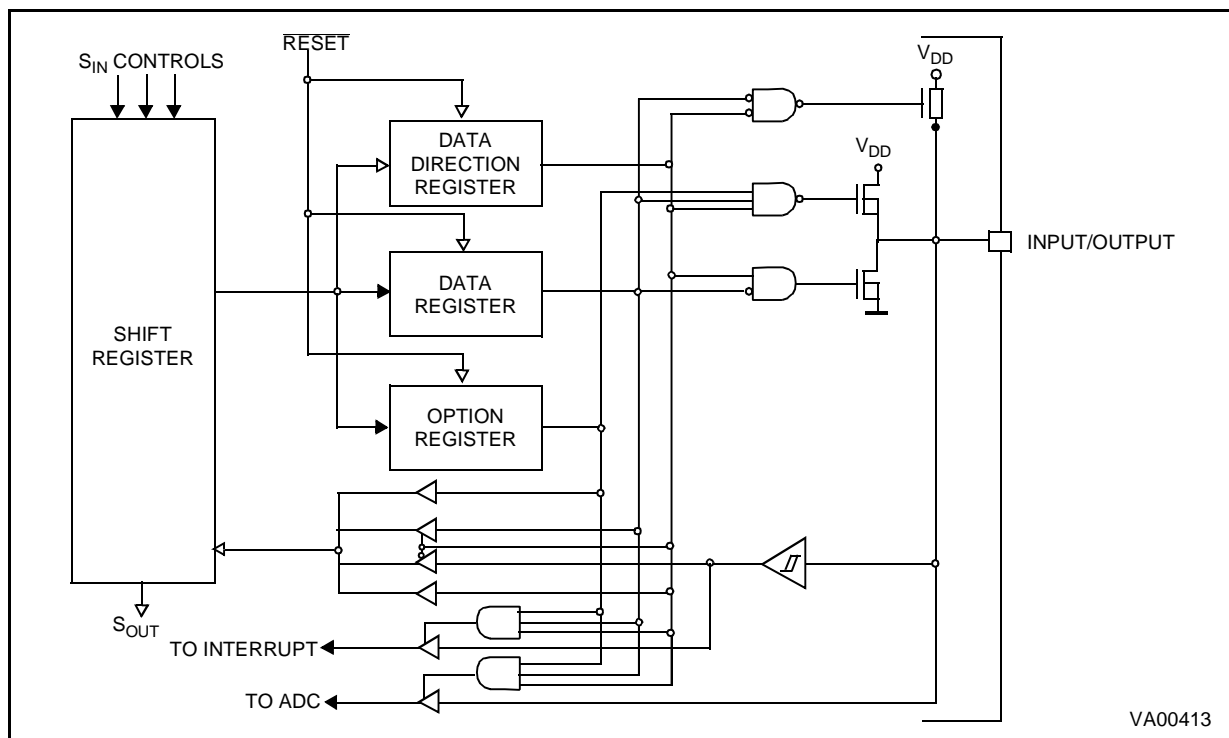 RESET
S_IN CONTROLS
V_DD
DATA
DIRECTION
REGISTER
V_DD
INPUT/OUTPUT
DATA
REGISTER
SHIFT
REGISTER
OPTION
REGISTER
S_OUT
TO INTERRUPT
TO ADC
VA00413